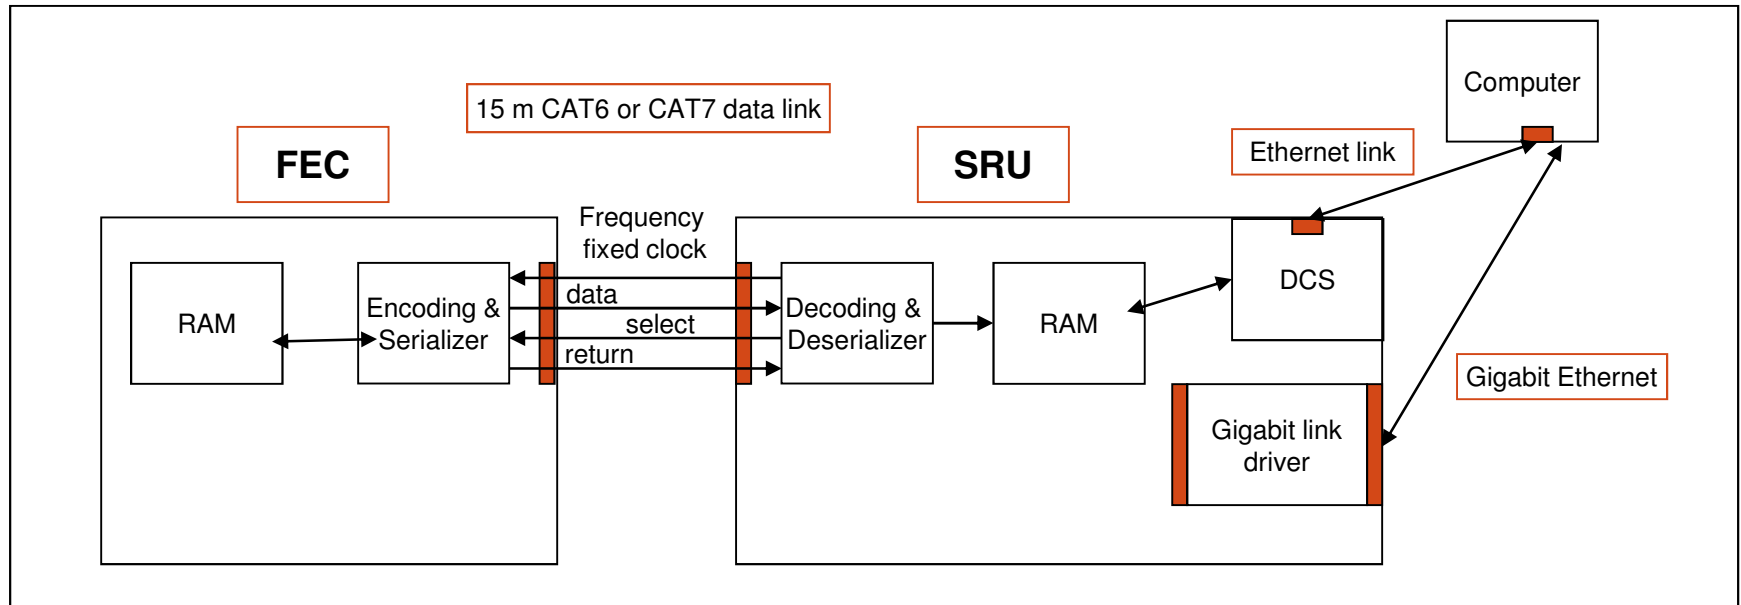 Computer
15 m CAT6 or CAT7 data link
FEC
SRU
Ethernet link
Frequency
fixed clock
RAM
Encoding &
Serializer
data
select
return
Decoding &
Deserializer
RAM
DCS
Gigabit Ethernet
Gigabit link
driver